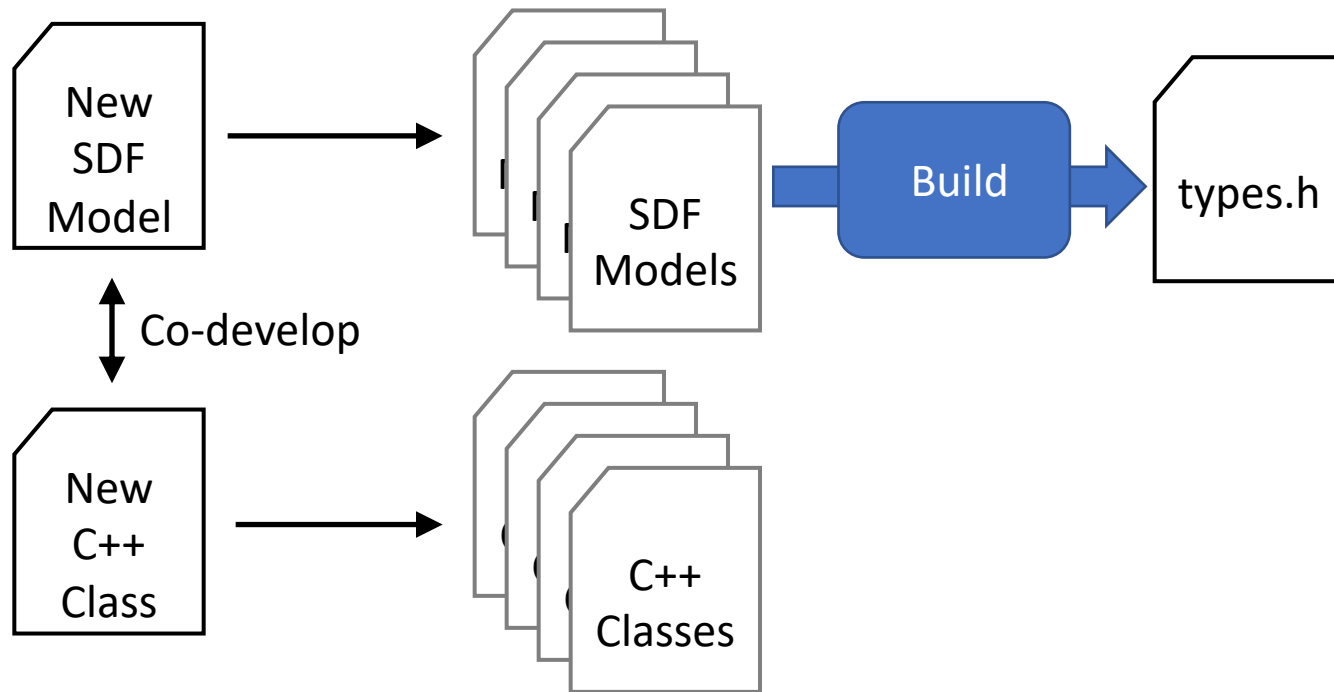 New
SDF
Model
SDF
Models
Build
types.h
Co-develop
New
C++
Class
C++
Classes